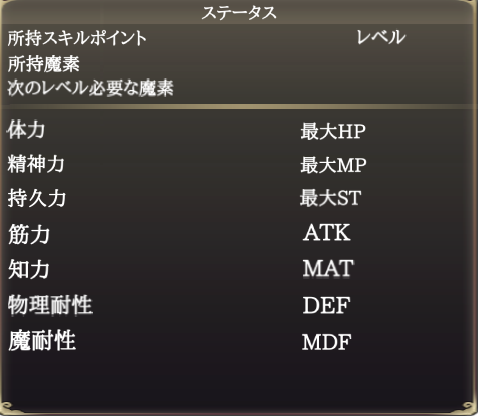 ステータス
所持スキルポイント レベル
所持魔素
次のレベル必要な魔素
体力 最大HP
精神力 最大MP
持久力 最大ST
筋力 ATK
知力 MAT
物理耐性 DEF
魔耐性 MDF